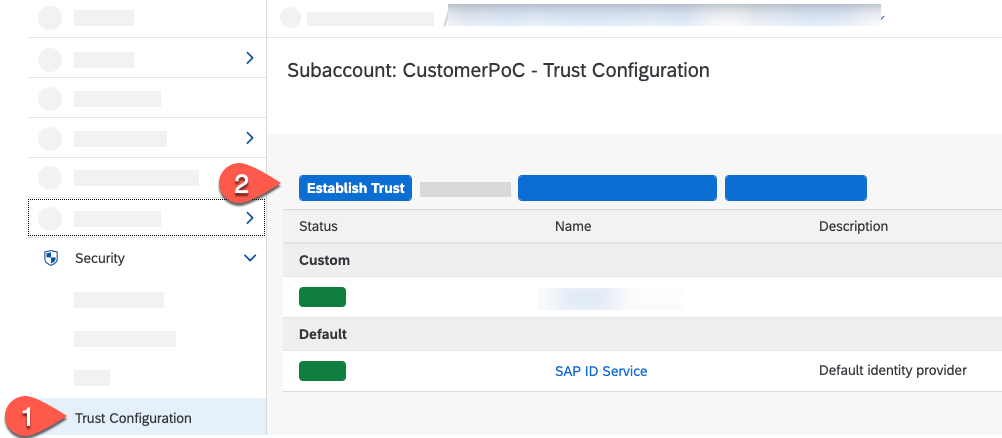 Subaccount: CustomerPoC - Trust Configuration
2
Establish Trust
Status Name Description
Custom
Default
SAP ID Service Default identity provider
Security
1
Trust Configuration